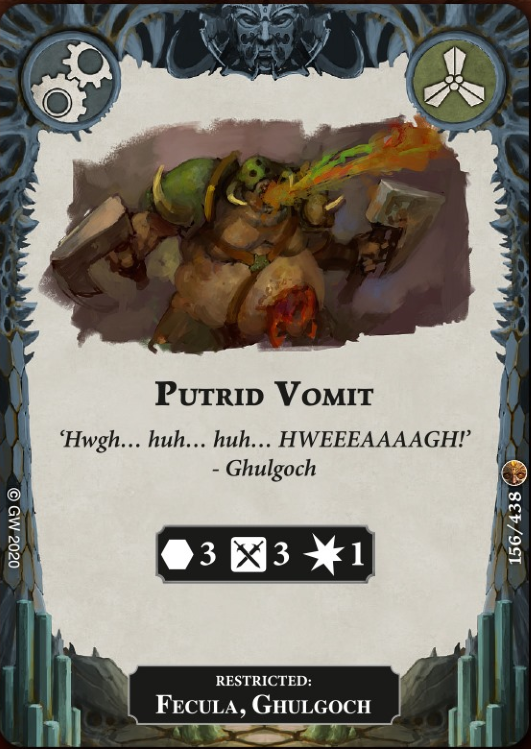 Putrid Vomit
‘Hwgh… huh… huh… HWEEEAAAAGH!’
- Ghulgoch
3 3 1
RESTRICTED:
Fecula, Ghulgoch
© GW 2020
156/438